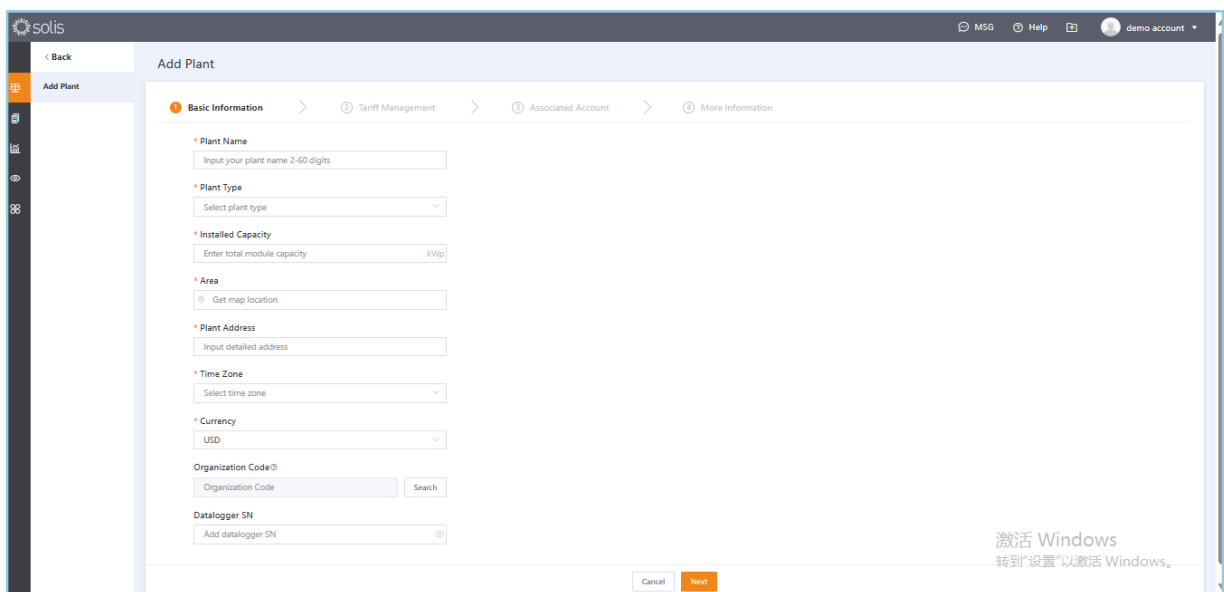 solis
MSG Help demo account
< Back
Add Plant
Add Plant
1 Basic Information 2 Tariff Management 3 Associated Account 4 More Information
* Plant Name
Input your plant name 2-60 digits
* Plant Type
Select plant type
* Installed Capacity
Enter total module capacity kWp
* Area
Get map location
* Plant Address
Input detailed address
* Time Zone
Select time zone
* Currency
USD
Organization Code?
Organization Code Search
Datalogger SN
Add datalogger SN
激活 Windows
转到"设置"以激活 Windows。
Cancel Next